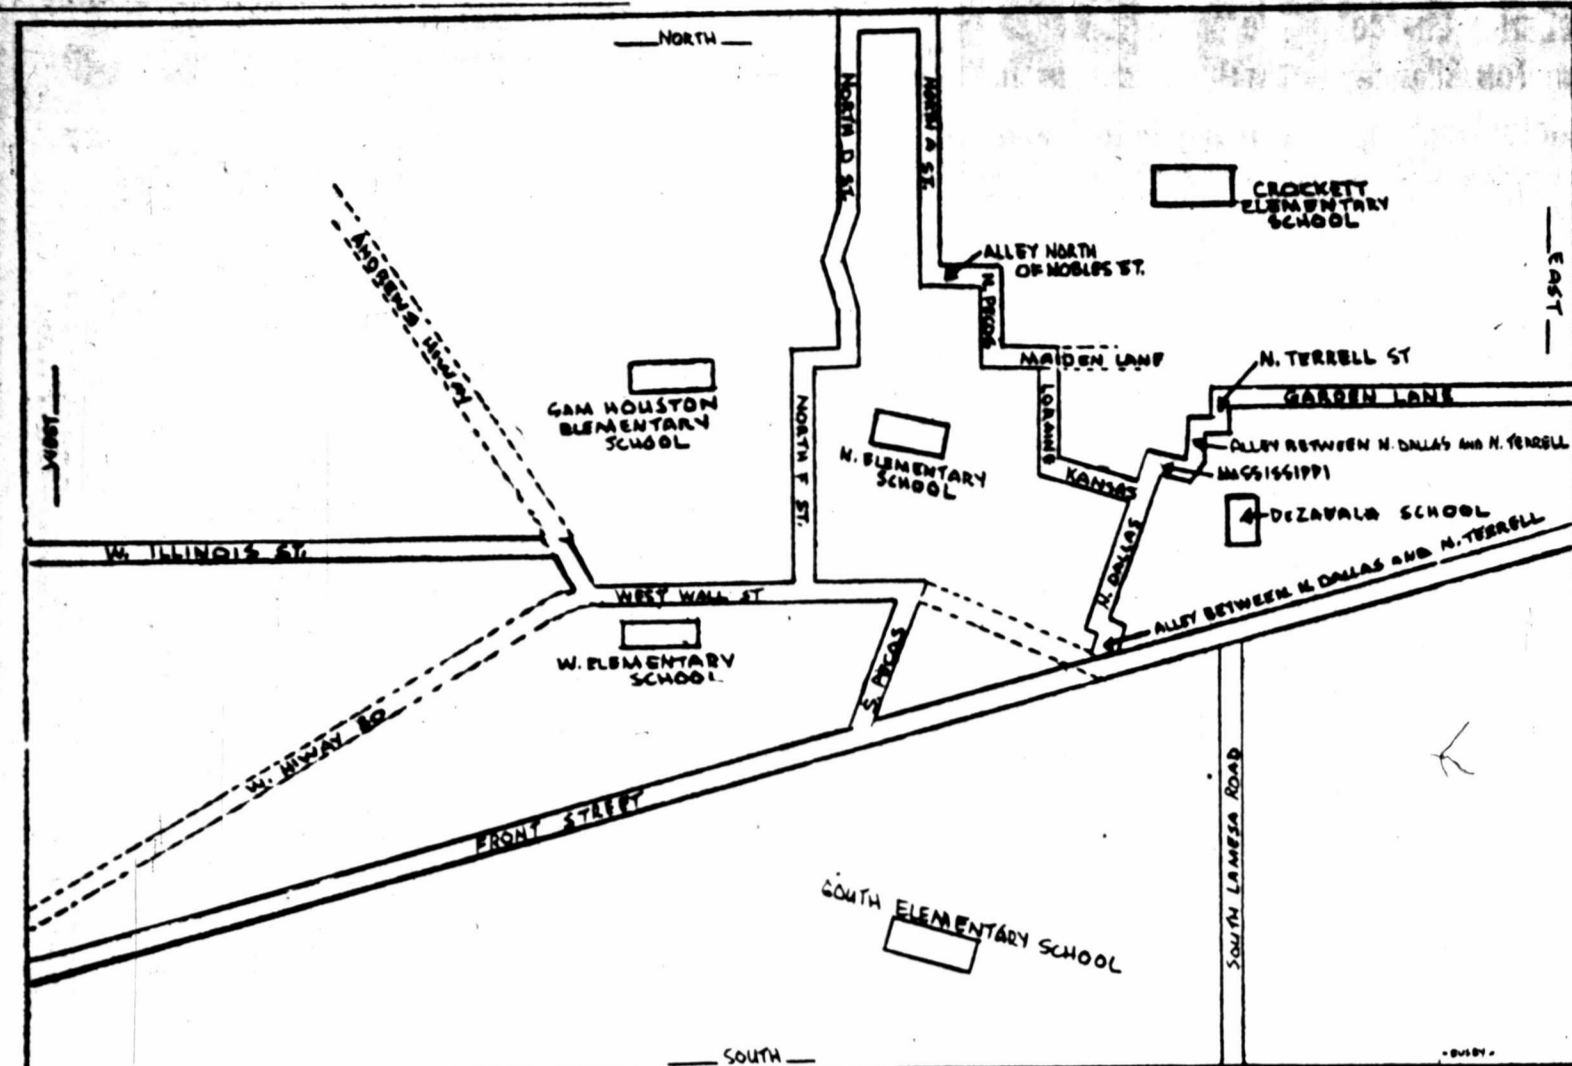 NORTH
NORTH D ST.
NORTH A ST.
CROCKETT
ELEMENTARY
SCHOOL
EAST
ALLEY NORTH
OF NOBLES ST.
N. PECOS
ANDREWS HIWAY
MAIDEN LANE
N. TERRELL ST
GARDEN LANE
WEST
SAM HOUSTON
ELEMENTARY
SCHOOL
NORTH F ST.
LORAINE
N. ELEMENTARY
SCHOOL
ALLEY BETWEEN N. DALLAS AND N. TERRELL
MISSISSIPPI
KANSAS
DEZAVALA SCHOOL
W. ILLINOIS ST.
N. DALLAS
ALLEY BETWEEN N. DALLAS AND N. TERRELL
WEST WALL ST
W. ELEMENTARY
SCHOOL
S. PECOS
W. HIWAY 80
FRONT STREET
SOUTH LAMESA ROAD
SOUTH ELEMENTARY SCHOOL
SOUTH
-BUSBY-